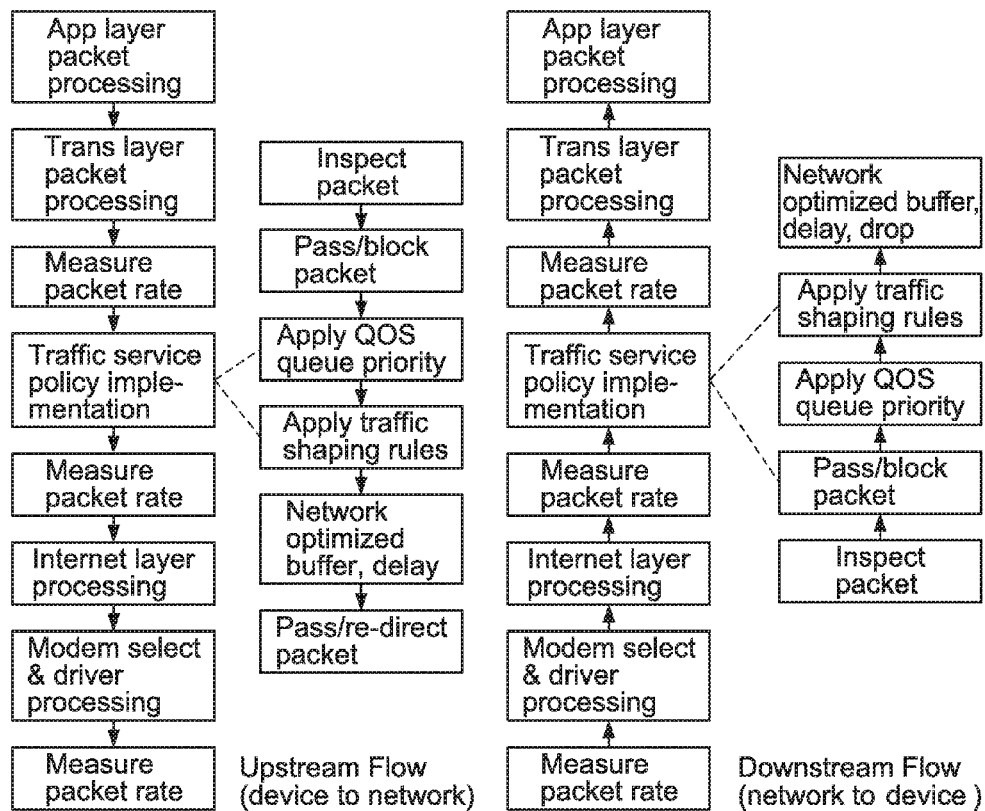 App layer
packet
processing
Trans layer
packet
processing
Measure
packet rate
Traffic service
policy imple-
mentation
Measure
packet rate
Internet layer
processing
Modem select
& driver
processing
Measure
packet rate
Inspect
packet
Pass/block
packet
Apply QOS
queue priority
Apply traffic
shaping rules
Network
optimized
buffer, delay
Pass/re-direct
packet
Upstream Flow
(device to network)
App layer
packet
processing
Trans layer
packet
processing
Measure
packet rate
Traffic service
policy imple-
mentation
Measure
packet rate
Internet layer
processing
Modem select
& driver
processing
Measure
packet rate
Network
optimized buffer,
delay, drop
Apply traffic
shaping rules
Apply QOS
queue priority
Pass/block
packet
Inspect
packet
Downstream Flow
(network to device )